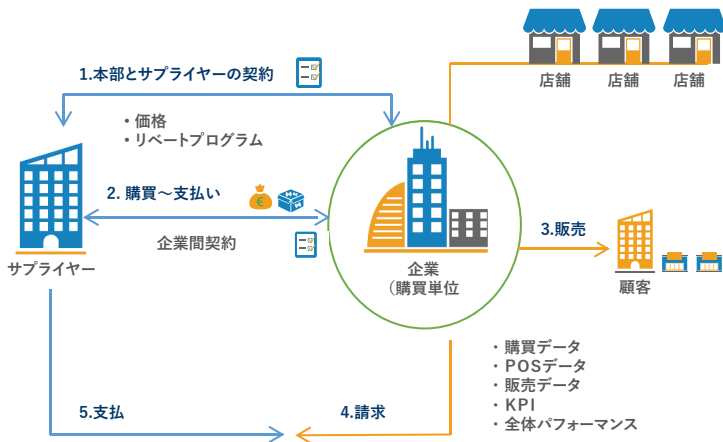 店舗
店舗
店舗
1.本部とサプライヤーの契約
・価格
・リベートプログラム
2. 購買～支払い
€
企業間契約
サプライヤー
企業
（購買単位
3.販売
顧客
・購買データ
・POSデータ
・販売データ
・KPI
・全体パフォーマンス
5.支払
4.請求